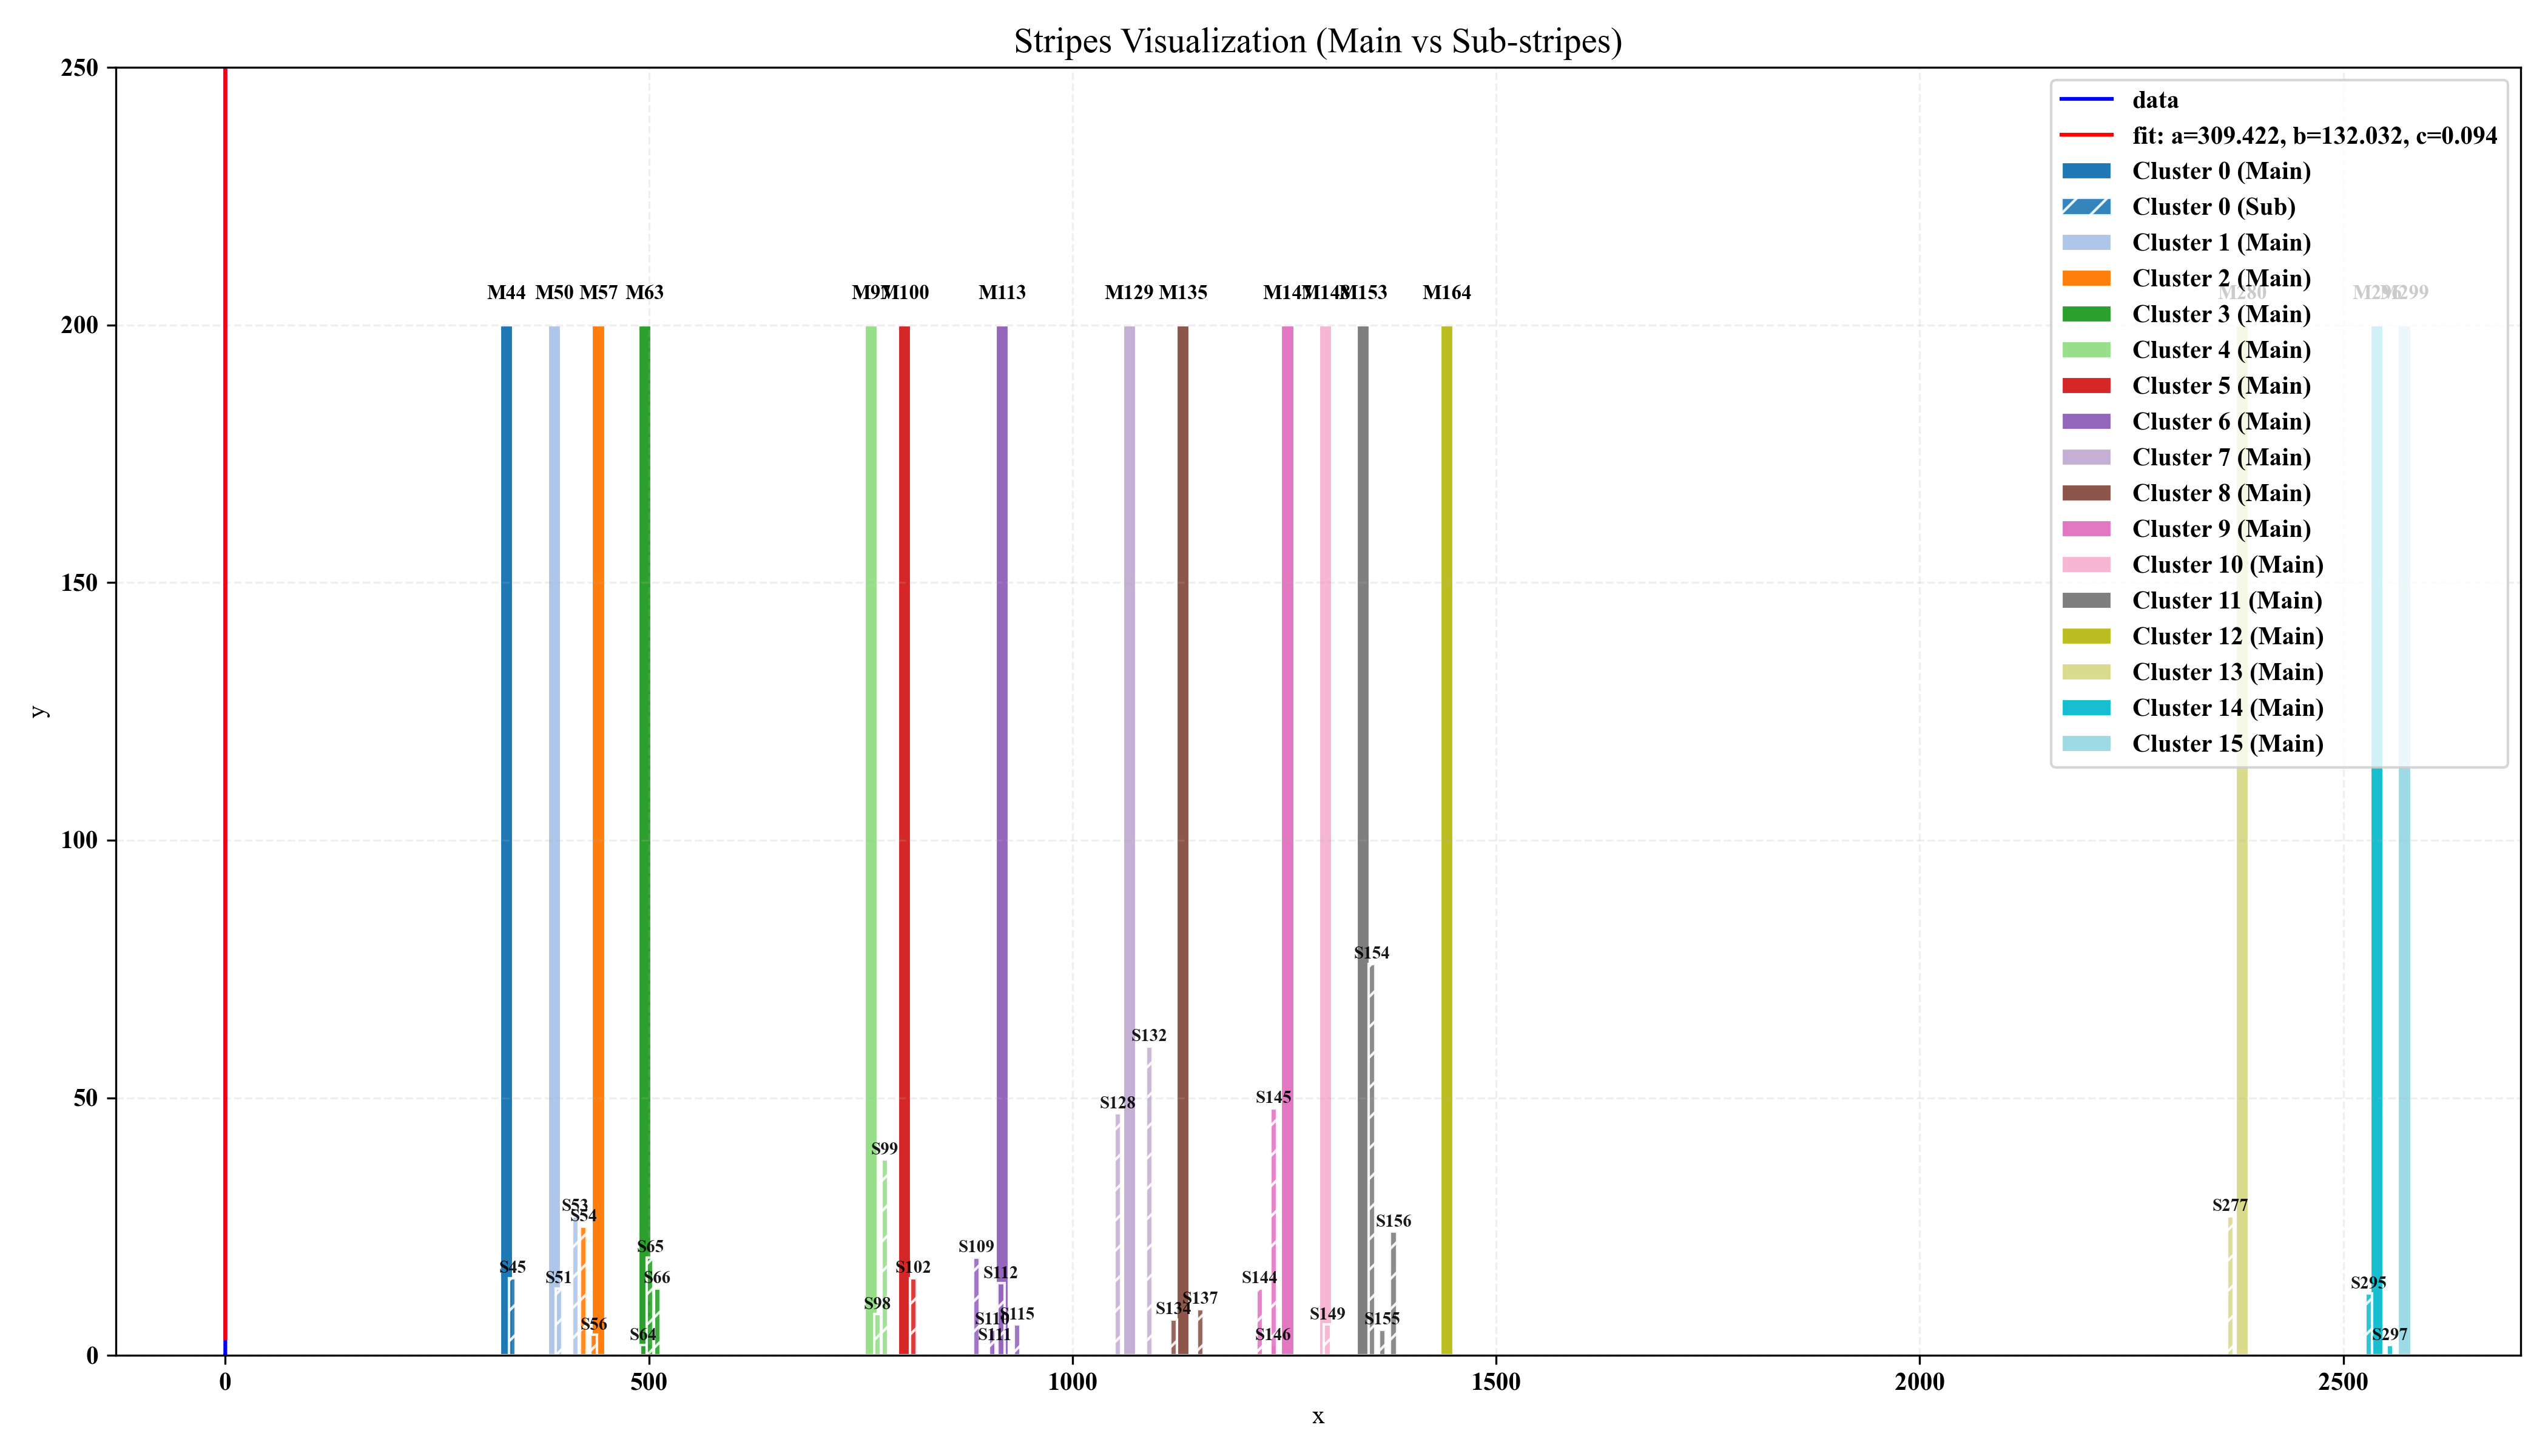 Stripes Visualization (Main vs Sub-stripes)
250
200
150
100
50
0
y
data
fit: a=309.422, b=132.032, c=0.094
Cluster 0 (Main)
Cluster 0 (Sub)
Cluster 1 (Main)
Cluster 2 (Main)
Cluster 3 (Main)
Cluster 4 (Main)
Cluster 5 (Main)
Cluster 6 (Main)
Cluster 7 (Main)
Cluster 8 (Main)
Cluster 9 (Main)
Cluster 10 (Main)
Cluster 11 (Main)
Cluster 12 (Main)
Cluster 13 (Main)
Cluster 14 (Main)
Cluster 15 (Main)
M44 M50 M57 M63 M100 M113 M129 M135 M153 M164 M280
S154
S132
S145
S128
S99
S53
S277
S54
S156
S65
S109
S45
S102
S112
S51
S66
S144
S295
S98
S137
S134
S149
S115
S56
S110
S155
S64
S111
S146
S297
0 500 1000 1500 2000 2500
x